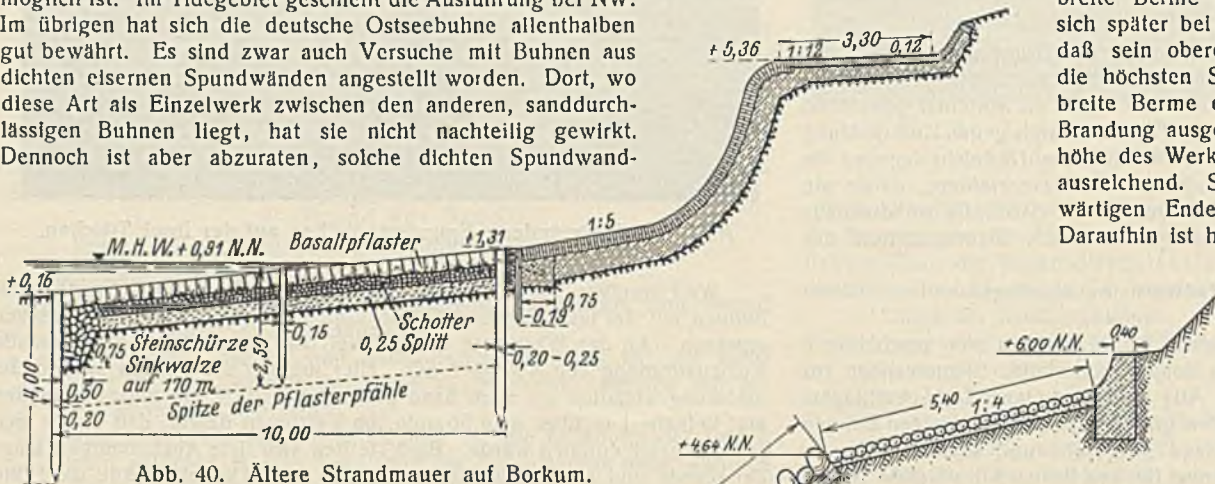 möglich ist. Im Tidegebiet geschieht die Ausführung bei NW.
Im übrigen hat sich die deutsche Ostseebuhne allenthalben
gut bewährt. Es sind zwar auch Versuche mit Buhnen aus
dichten eisernen Spundwänden angestellt worden. Dort, wo
diese Art als Einzelwerk zwischen den anderen, sanddurch-
lässigen Buhnen liegt, hat sie nicht nachteilig gewirkt.
Dennoch ist aber abzuraten, solche dichten Spundwand-
breite Berme
sich später bei
daß sein ober
die höchsten S
breite Berme e
Brandung ausge
höhe des Werk
ausreichend. S
wärtigen Ende
Daraufhin ist h
+5,36 1:12 3,30 0,12
1:5
M.H.W.+0,91 N.N. Basaltpflaster ±1,31
+0,16
0,75
-0,19
0,15
Schotter
0,25 Splitt
0,20-0,25
0,75 Steinschürze
Sinkwalze
auf 170 m
2,50
4,00
0,30
0,20
Spitze der Pflasterpfähle
10,00
Abb. 40. Ältere Strandmauer auf Borkum.
0,40
+6,00 N.N.
5,40 1:4
+4,64 N.N.